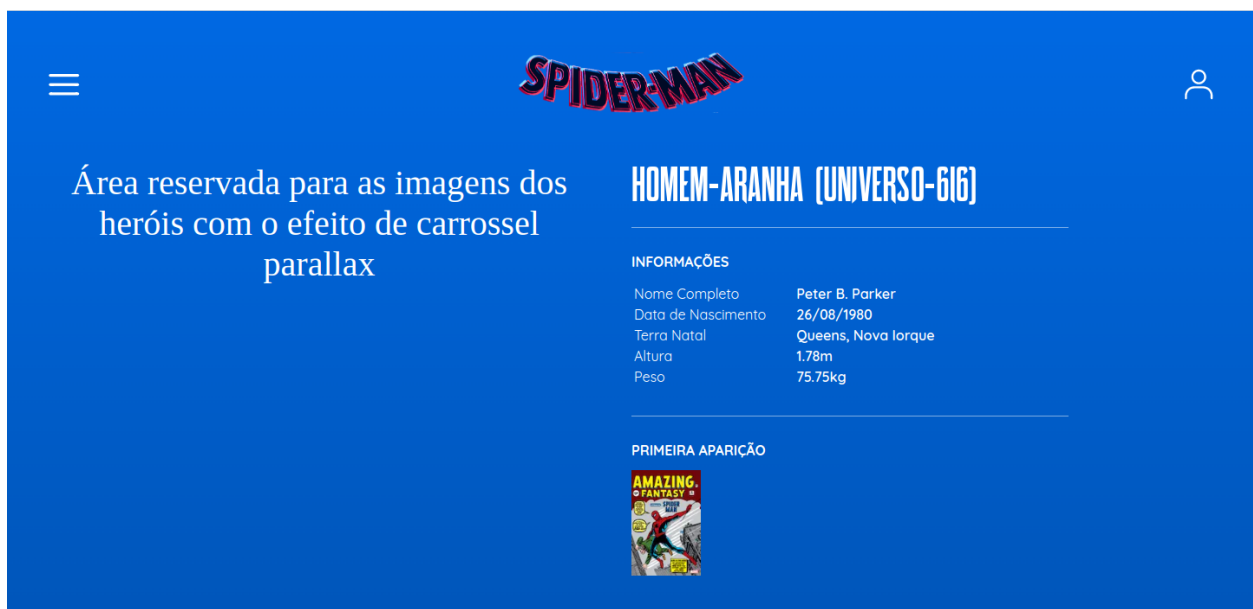 SPIDER-MAN
Área reservada para as imagens dos
heróis com o efeito de carrossel
parallax
HOMEM-ARANHA (UNIVERSO-616)
INFORMAÇÕES
Nome Completo Peter B. Parker
Data de Nascimento 26/08/1980
Terra Natal Queens, Nova Iorque
Altura 1.78m
Peso 75.75kg
PRIMEIRA APARIÇÃO
AMAZING
FANTASY
SPIDER
MAN